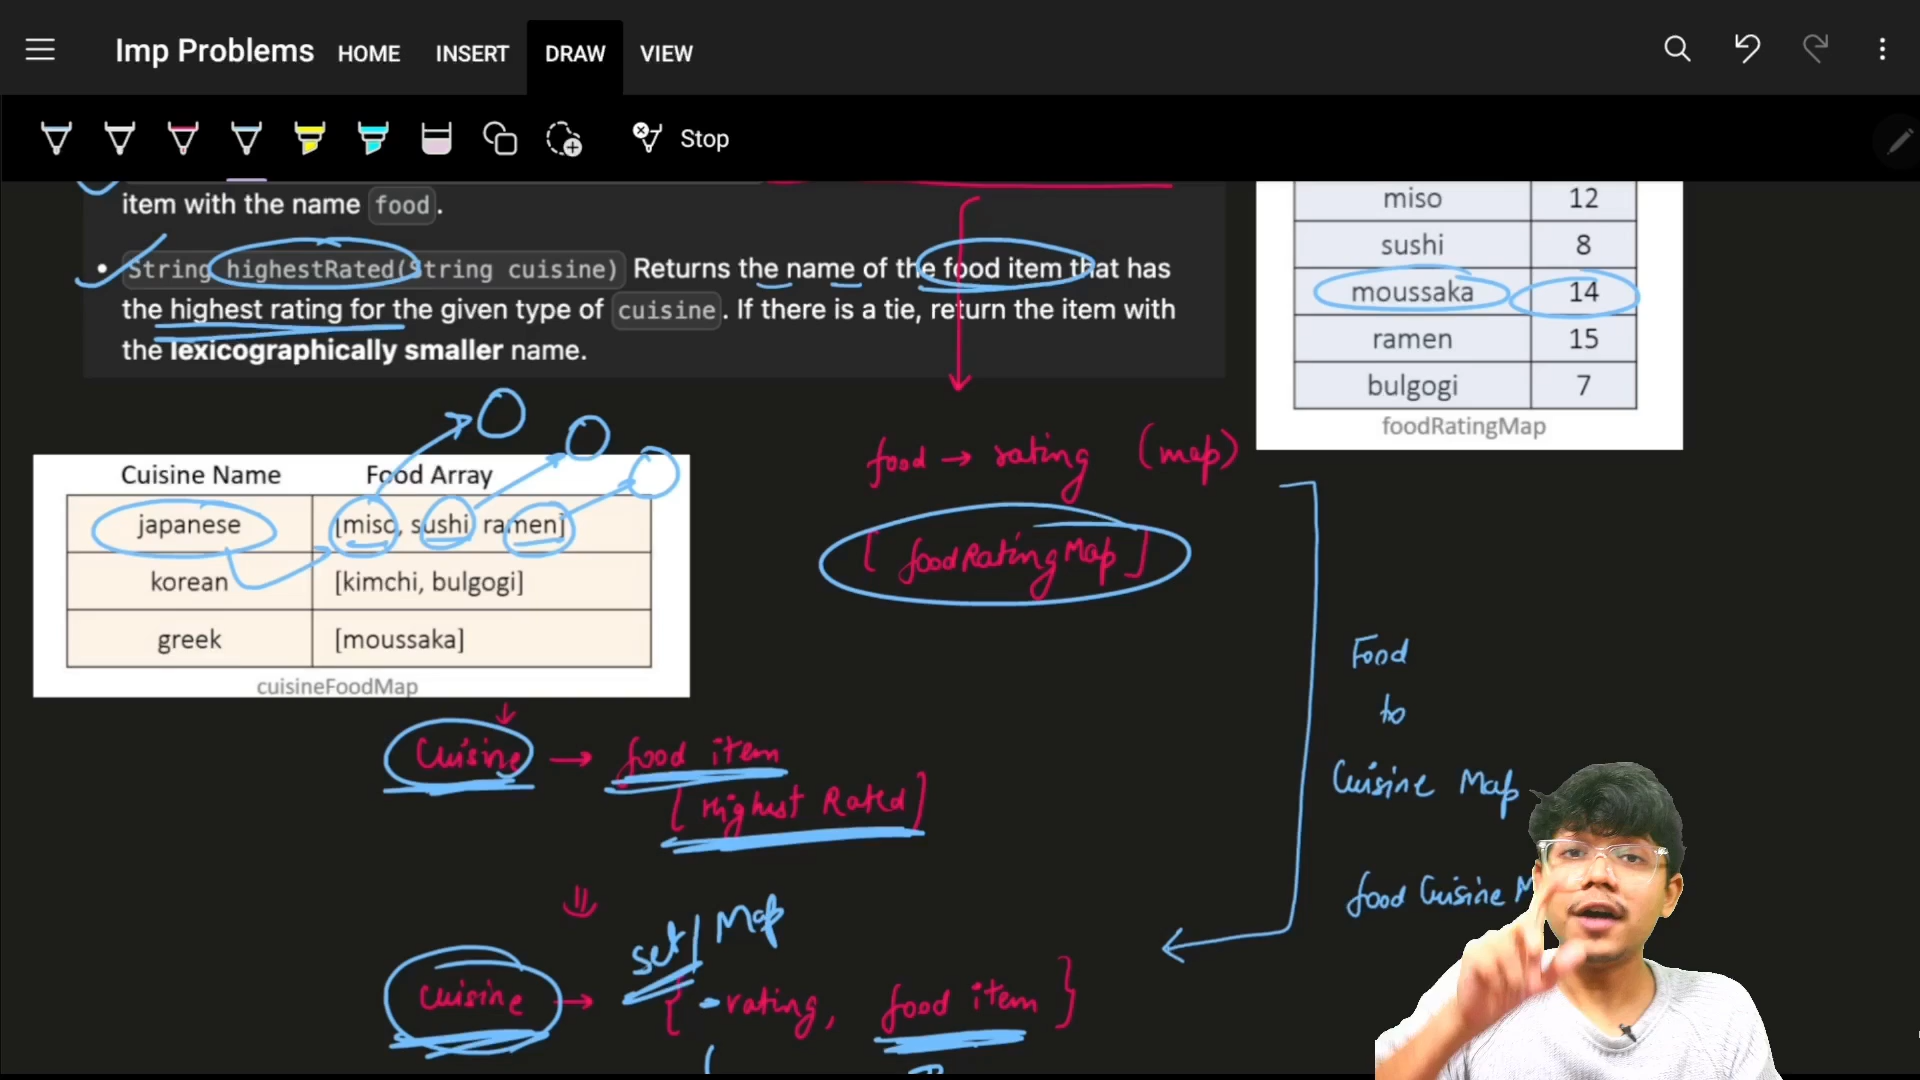 Imp Problems HOME INSERT DRAW VIEW
Stop
item with the name food.
• String highestRated(String cuisine) Returns the name of the food item that has
the highest rating for the given type of cuisine. If there is a tie, return the item with
the lexicographically smaller name.
miso 12
sushi 8
moussaka 14
ramen 15
bulgogi 7
foodRatingMap
Cuisine Name Food Array
japanese [miso, sushi ramen]
korean [kimchi, bulgogi]
greek [moussaka]
cuisineFoodMap
food → rating (map)
[foodRatingMap]
Food
to
Cuisine Map
food Cuisine M
Cuisine → food item
[Highest Rated]
set/Map
Cuisine → { -rating, food item }